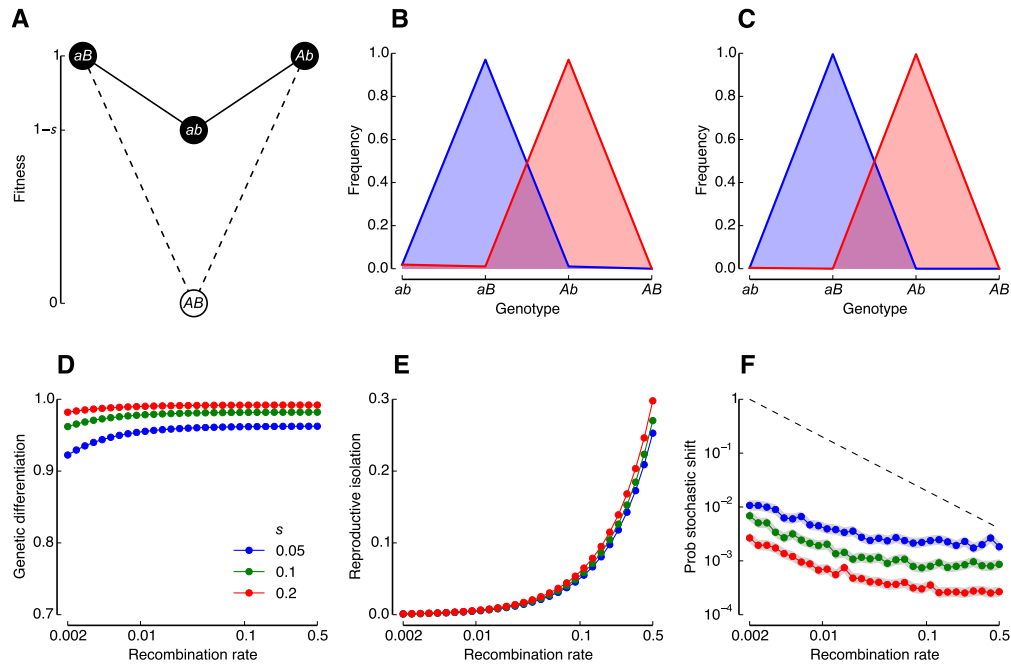 A
1
1–s
0
Fitness
aB
Ab
ab
AB
B
1.0
0.8
0.6
0.4
0.2
0.0
Frequency
ab
aB
Ab
AB
Genotype
C
1.0
0.8
0.6
0.4
0.2
0.0
Frequency
ab
aB
Ab
AB
Genotype
D
1.0
0.9
0.8
0.7
Genetic differentiation
s
0.05
0.1
0.2
0.002
0.01
0.1
0.5
Recombination rate
E
0.3
0.2
0.1
0.0
Reproductive isolation
0.002
0.01
0.1
0.5
Recombination rate
F
1
10⁻¹
10⁻²
10⁻³
10⁻⁴
Prob stochastic shift
0.002
0.01
0.1
0.5
Recombination rate